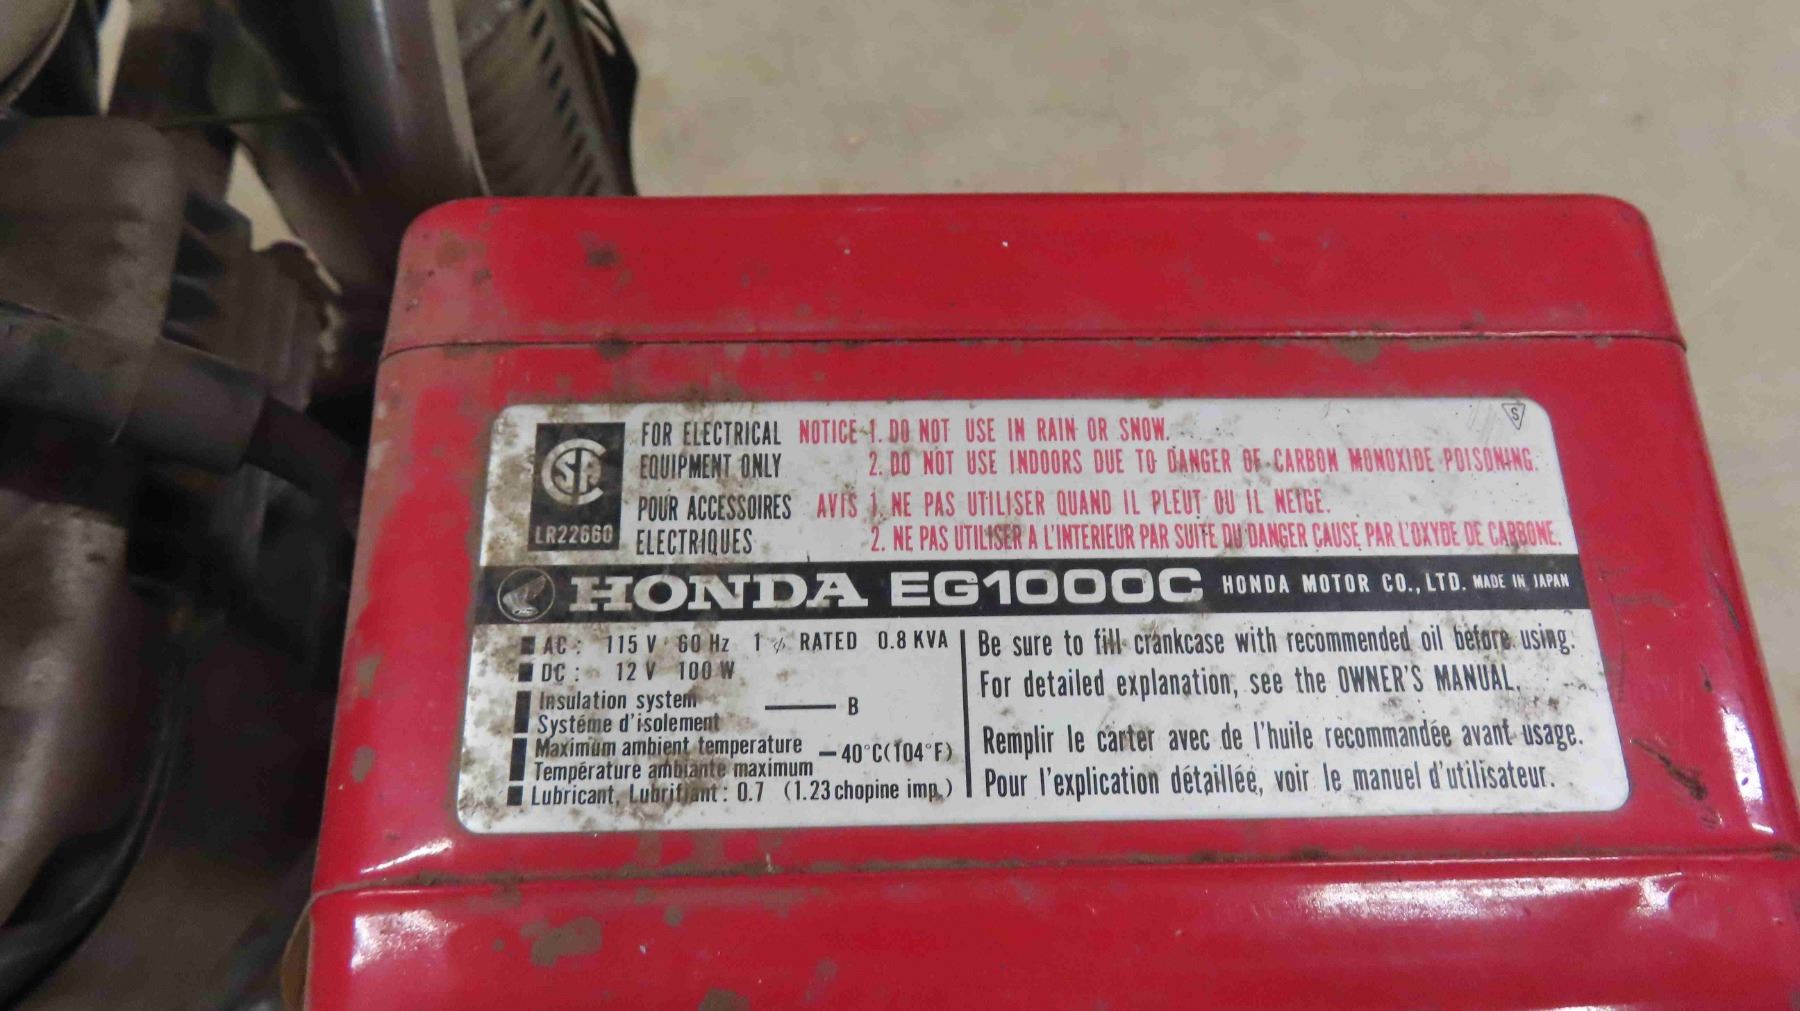 FOR ELECTRICAL EQUIPMENT ONLY
NOTICE 1. DO NOT USE IN RAIN OR SNOW.
2. DO NOT USE INDOORS DUE TO DANGER OF CARBON MONOXIDE POISONING.
CSA
LR22660
POUR ACCESSOIRES ELECTRIQUES
AVIS 1. NE PAS UTILISER QUAND IL PLEUT OU IL NEIGE.
2. NE PAS UTILISER A L'INTERIEUR PAR SUITE DU DANGER CAUSE PAR L'OXYDE DE CARBONE.
S
HONDA EG1000C HONDA MOTOR CO., LTD. MADE IN JAPAN
AC: 115 V 60 Hz 1 ϕ RATED 0.8 KVA
DC: 12 V 100 W
Insulation system
Systéme d'isolement — B
Maximum ambient temperature
Température ambiante maximum — 40°C(104°F)
Lubricant, Lubrifiant: 0.7 (1.23 chopine imp.)
Be sure to fill crankcase with recommended oil before using.
For detailed explanation, see the OWNER'S MANUAL.
Remplir le carter avec de l'huile recommandée avant usage.
Pour l'explication détaillée, voir le manuel d'utilisateur.